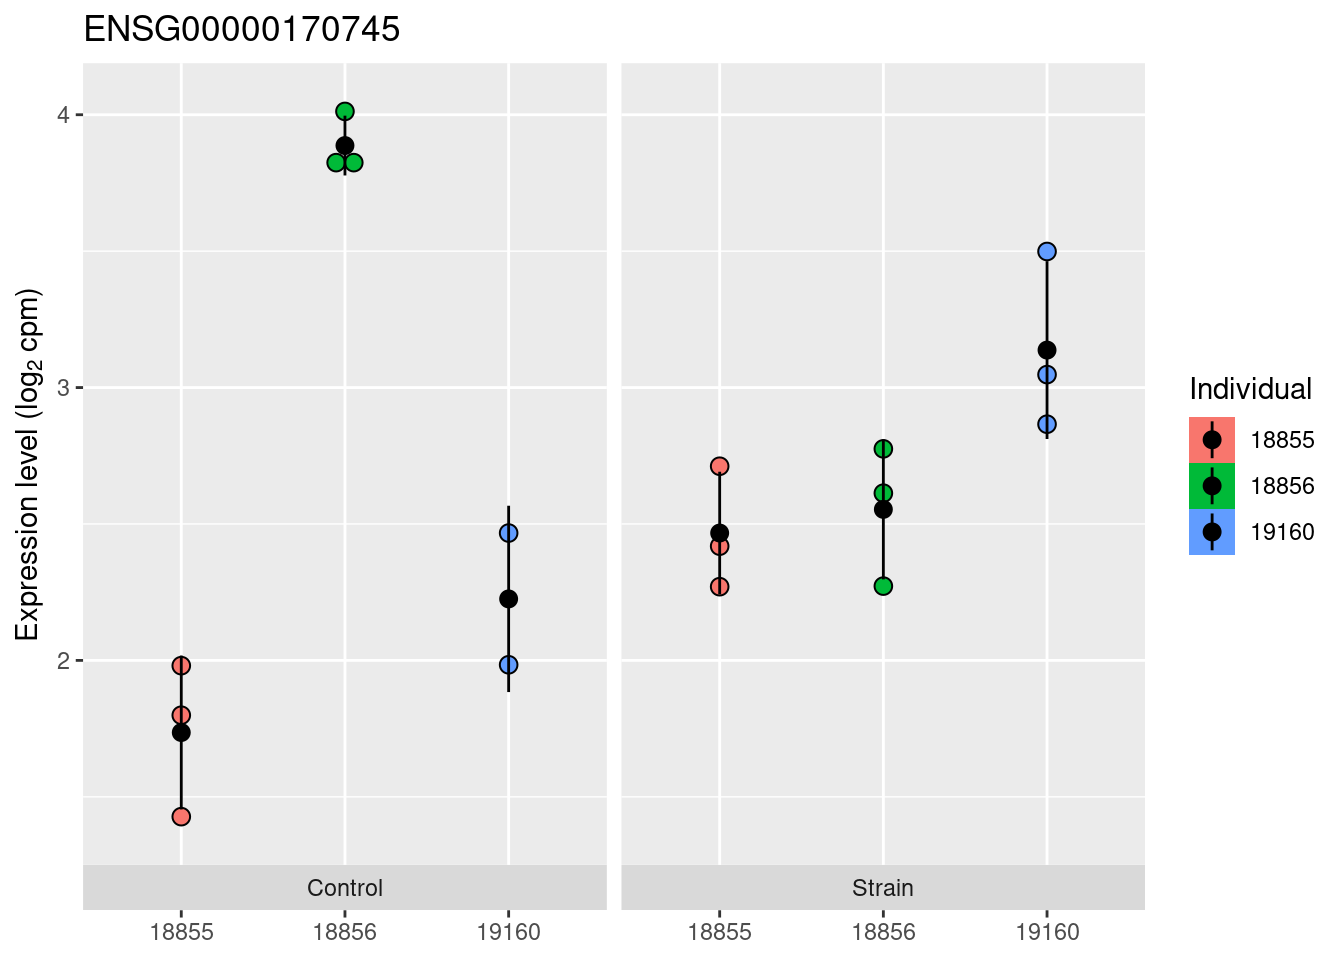 ENSG00000170745
Expression level (log2 cpm)
4
3
2
Control
Strain
18855
18856
19160
18855
18856
19160
Individual
18855
18856
19160